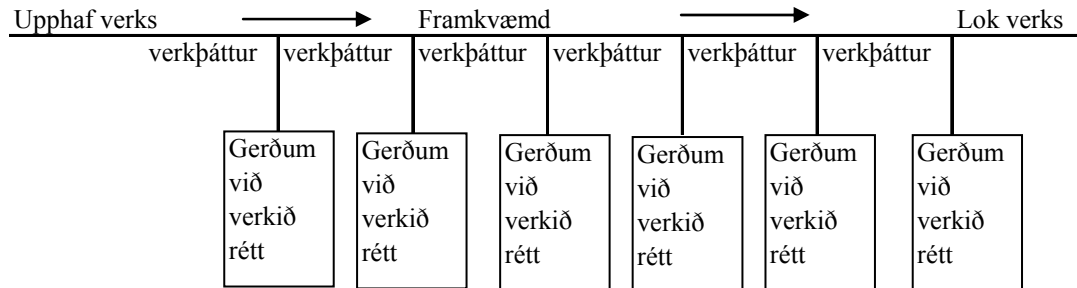 Upphaf verks Framkvæmd Lok verks
verkþáttur verkþáttur verkþáttur verkþáttur verkþáttur verkþáttur
Gerðum
við
verkið
rétt
Gerðum
við
verkið
rétt
Gerðum
við
verkið
rétt
Gerðum
við
verkið
rétt
Gerðum
við
verkið
rétt
Gerðum
við
verkið
rétt